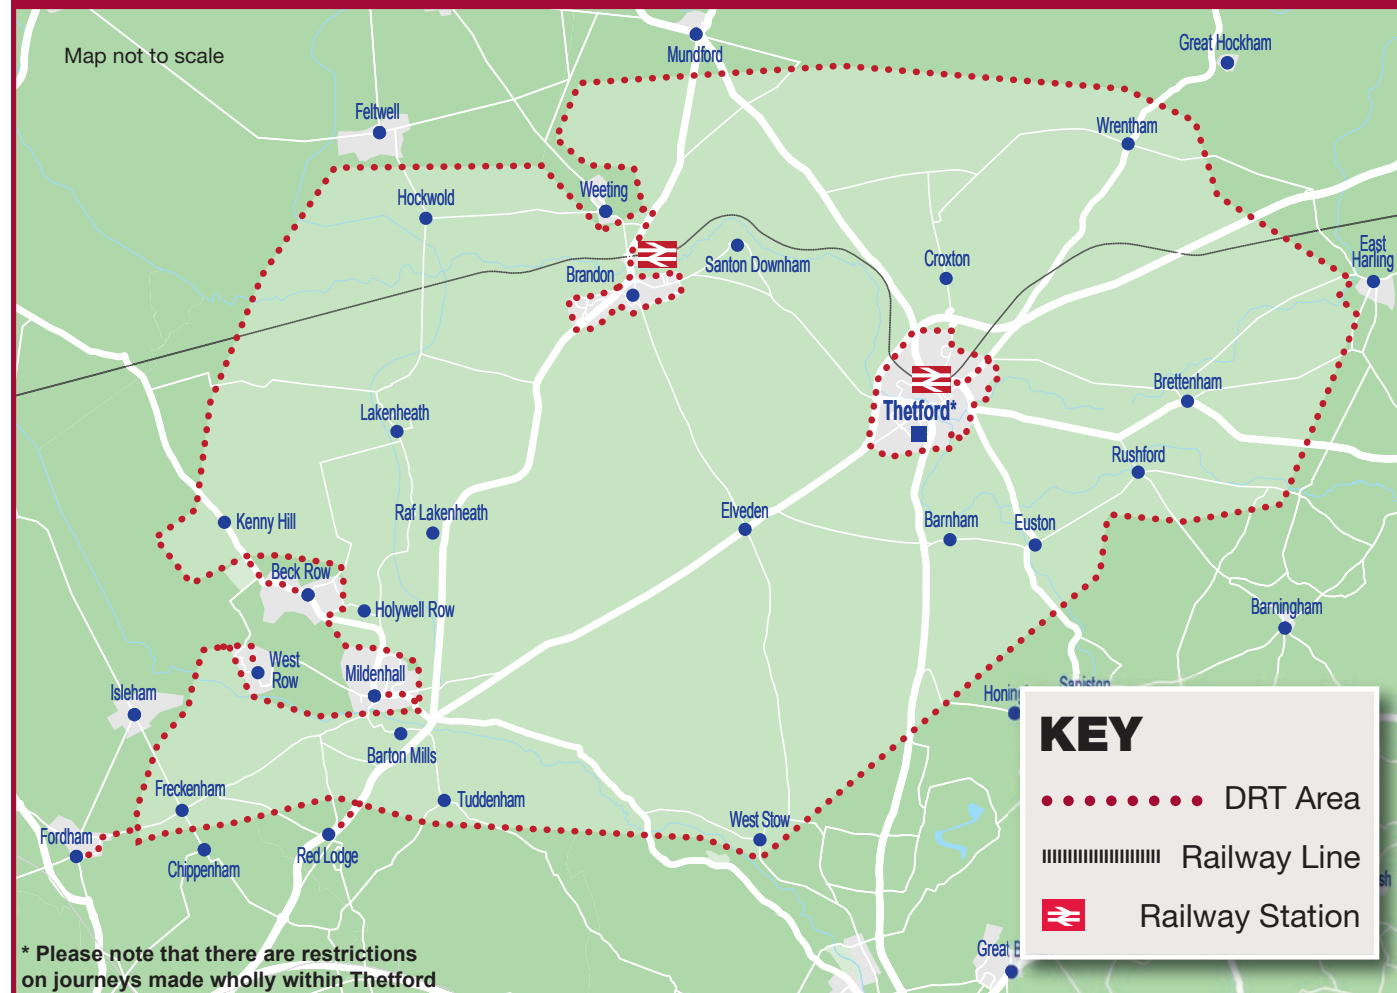 Map not to scale
Mundford
Great Hockham
Feltwell
Wrentham
Weeting
Hockwold
East
Harling
Santon Downham
Croxton
Brandon
Brettenham
Lakenheath
Thetford*
Rushford
Elveden
Raf Lakenheath
Barnham
Euston
Kenny Hill
Beck Row
Holywell Row
Barningham
West
Row
Mildenhall
Isleham
Barton Mills
Freckenham
Tuddenham
West Stow
Fordham
Red Lodge
Chippenham
KEY
DRT Area
Railway Line
Railway Station
Great
* Please note that there are restrictions
on journeys made wholly within Thetford